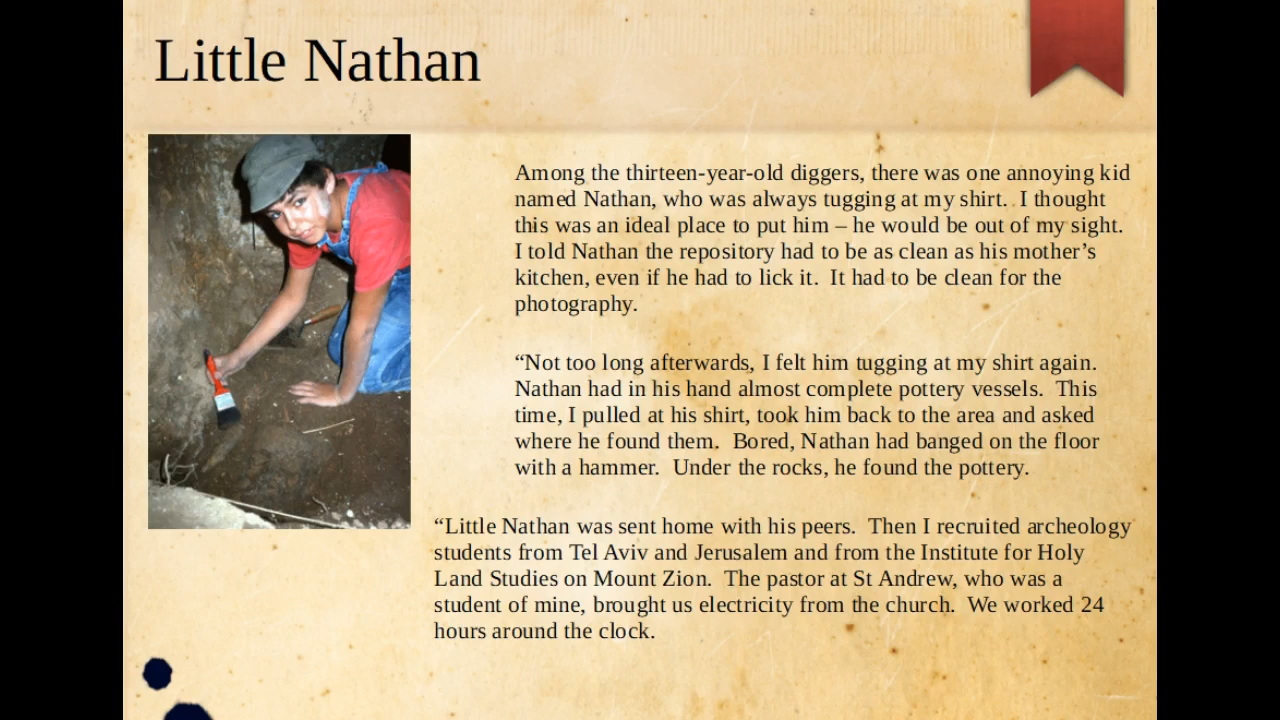 Little Nathan
Among the thirteen-year-old diggers, there was one annoying kid
named Nathan, who was always tugging at my shirt.  I thought
this was an ideal place to put him – he would be out of my sight.
I told Nathan the repository had to be as clean as his mother’s
kitchen, even if he had to lick it.  It had to be clean for the
photography.
“Not too long afterwards, I felt him tugging at my shirt again.
Nathan had in his hand almost complete pottery vessels.  This
time, I pulled at his shirt, took him back to the area and asked
where he found them.  Bored, Nathan had banged on the floor
with a hammer.  Under the rocks, he found the pottery.
“Little Nathan was sent home with his peers.  Then I recruited archeology
students from Tel Aviv and Jerusalem and from the Institute for Holy
Land Studies on Mount Zion.  The pastor at St Andrew, who was a
student of mine, brought us electricity from the church.  We worked 24
hours around the clock.